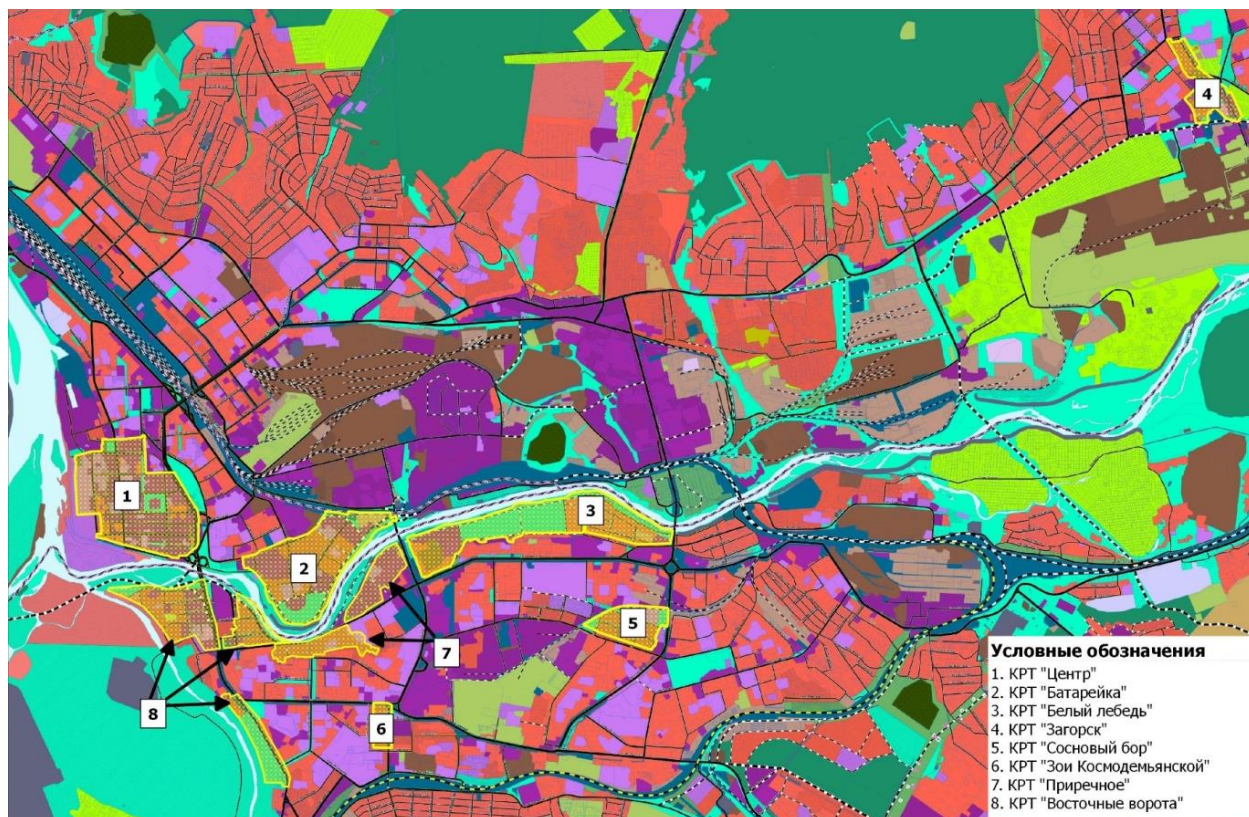 4
1
3
2
5
7
8
6
Условные обозначения
1. КРТ "Центр"
2. КРТ "Батарейка"
3. КРТ "Белый лебедь"
4. КРТ "Загорск"
5. КРТ "Сосновый бор"
6. КРТ "Зои Космодемьянской"
7. КРТ "Приречное"
8. КРТ "Восточные ворота"